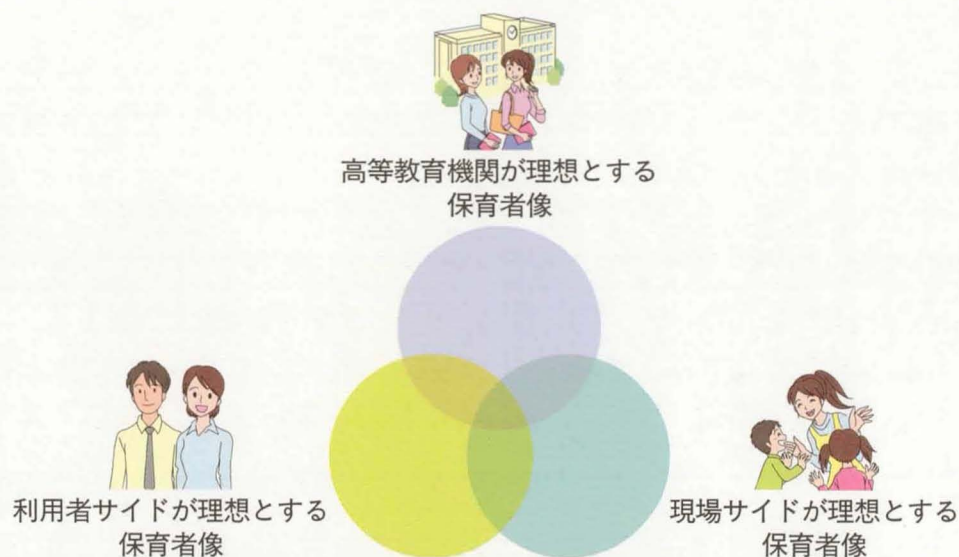 高等教育機関が理想とする
保育者像
利用者サイドが理想とする
保育者像
現場サイドが理想とする
保育者像